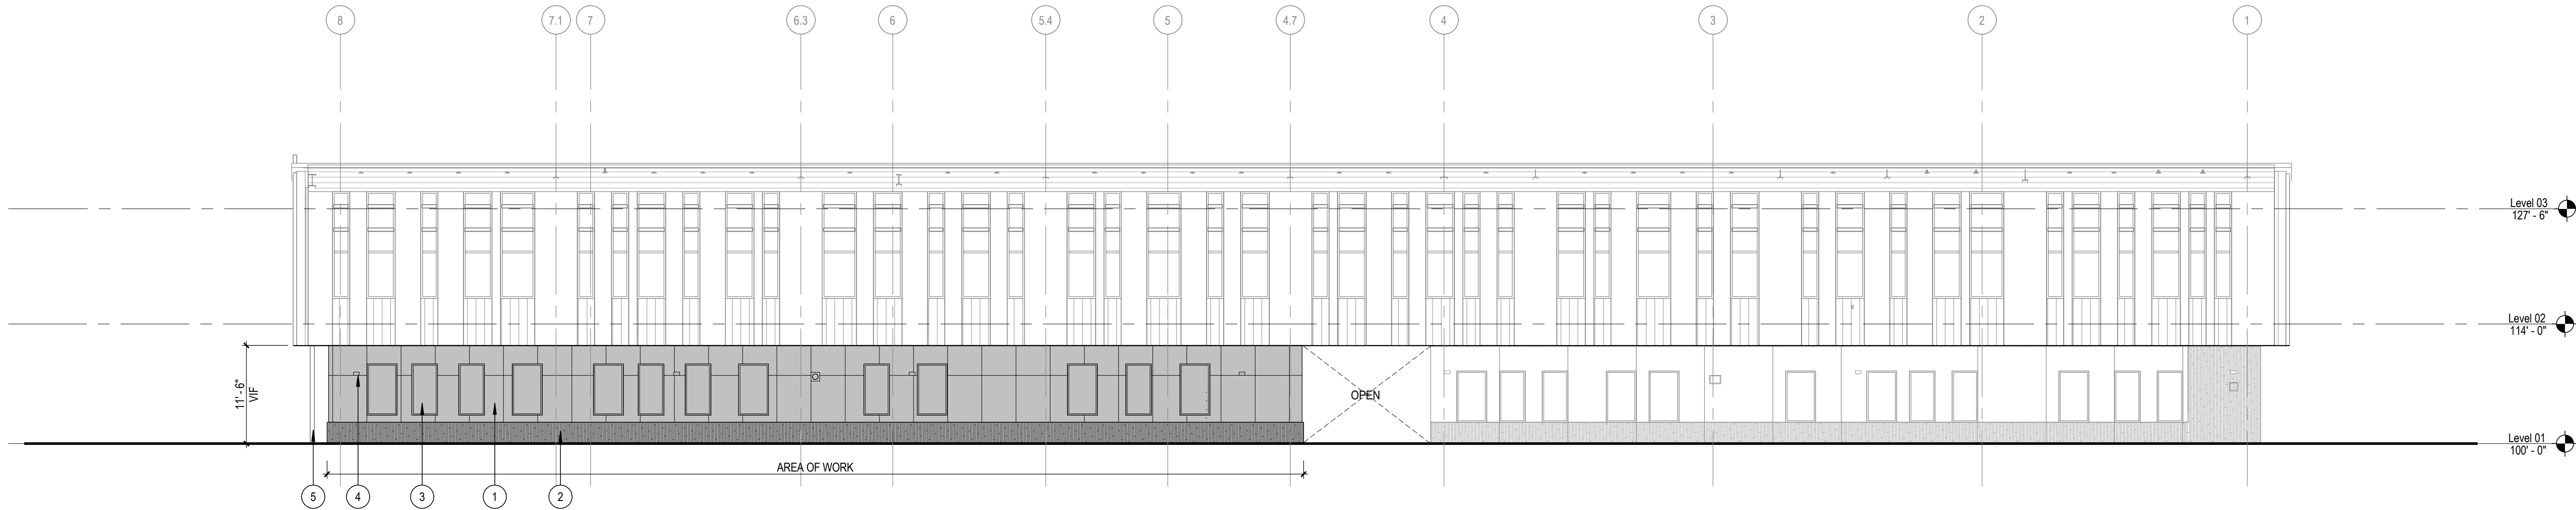 8
7.1
7
6.3
6
5.4
5
4.7
4
3
2
1
Level 03
127' - 6"
Level 02
114' - 0"
11' - 6"
VIF
OPEN
Level 01
100' - 0"
AREA OF WORK
5
4
3
1
2